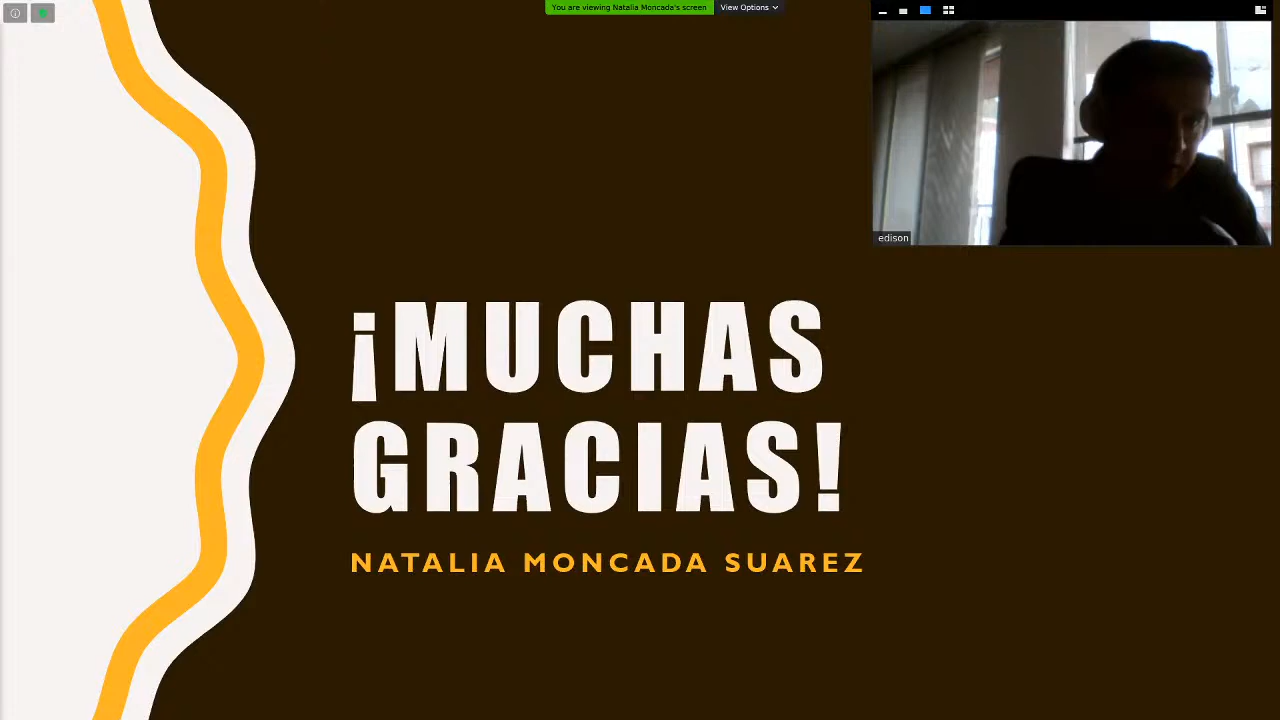 You are viewing Natalia Moncada's screen
View Options
edison
¡MUCHAS
GRACIAS!
NATALIA MONCADA SUAREZ